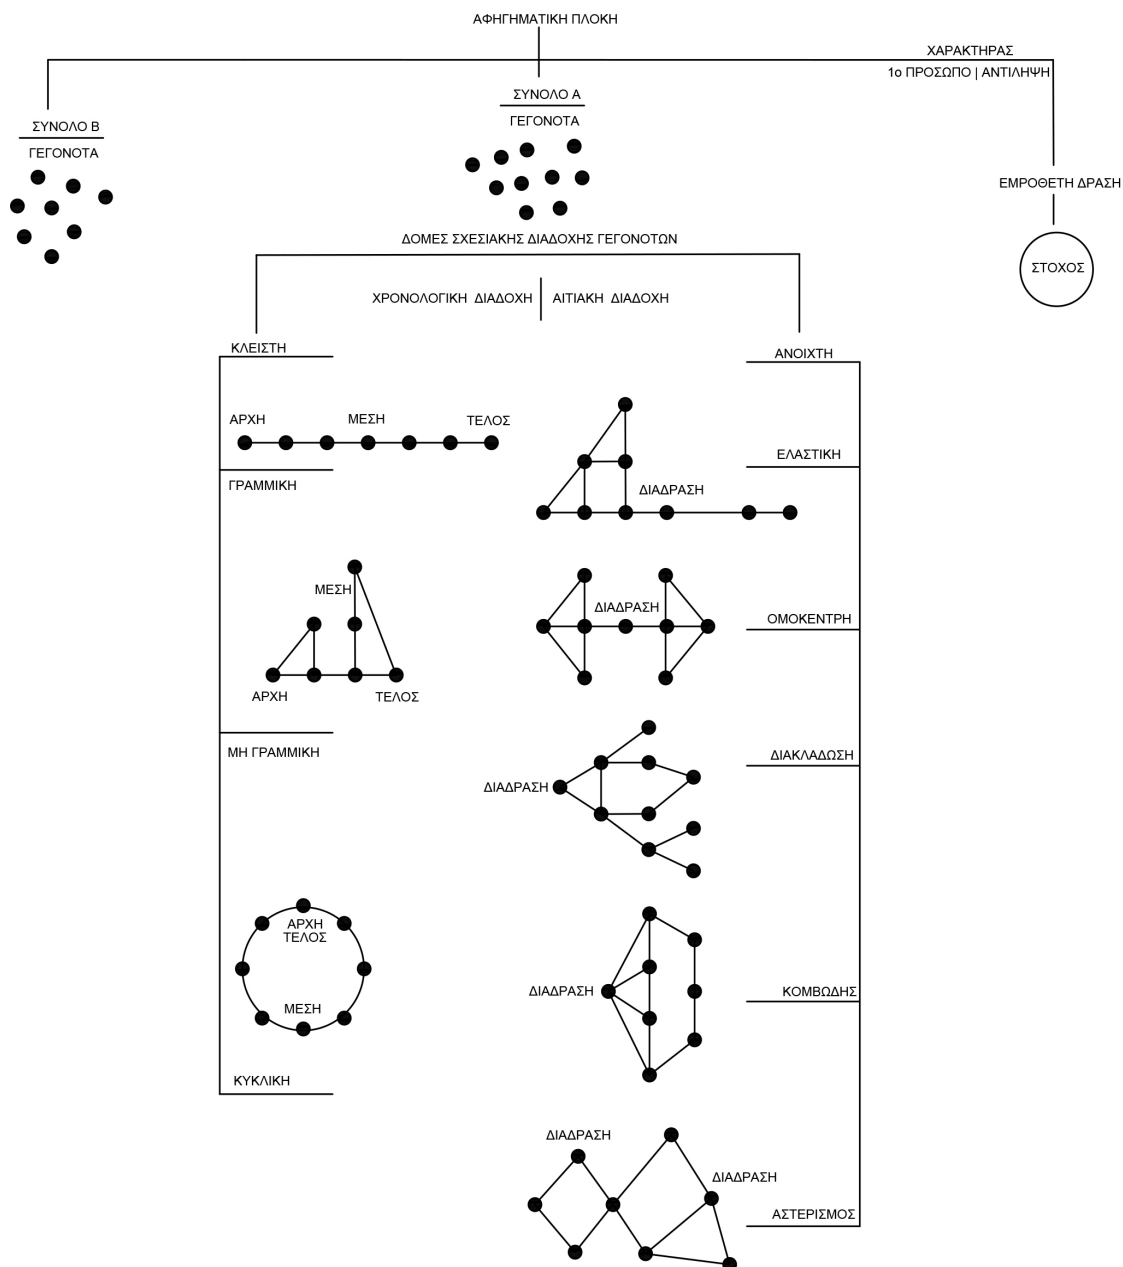 ΑΦΗΓΗΜΑΤΙΚΗ ΠΛΟΚΗ
ΧΑΡΑΚΤΗΡΑΣ
1ο ΠΡΟΣΩΠΟ | ΑΝΤΙΛΗΨΗ
ΣΥΝΟΛΟ Α
ΓΕΓΟΝΟΤΑ
ΣΥΝΟΛΟ Β
ΓΕΓΟΝΟΤΑ
ΕΜΡΟΘΕΤΗ ΔΡΑΣΗ
ΣΤΟΧΟΣ
ΔΟΜΕΣ ΣΧΕΣΙΑΚΗΣ ΔΙΑΔΟΧΗΣ ΓΕΓΟΝΟΤΩΝ
ΧΡΟΝΟΛΟΓΙΚΗ ΔΙΑΔΟΧΗ | ΑΙΤΙΑΚΗ ΔΙΑΔΟΧΗ
ΚΛΕΙΣΤΗ
ΑΡΧΗ ΜΕΣΗ ΤΕΛΟΣ
ΓΡΑΜΜΙΚΗ
ΜΕΣΗ
ΑΡΧΗ ΤΕΛΟΣ
ΜΗ ΓΡΑΜΜΙΚΗ
ΑΡΧΗ
ΤΕΛΟΣ
ΜΕΣΗ
ΚΥΚΛΙΚΗ
ΑΝΟΙΧΤΗ
ΕΛΑΣΤΙΚΗ
ΔΙΑΔΡΑΣΗ
ΔΙΑΔΡΑΣΗ
ΟΜΟΚΕΝΤΡΗ
ΔΙΑΚΛΑΔΩΣΗ
ΔΙΑΔΡΑΣΗ
ΔΙΑΔΡΑΣΗ
ΚΟΜΒΩΔΗΣ
ΔΙΑΔΡΑΣΗ
ΔΙΑΔΡΑΣΗ
ΑΣΤΕΡΙΣΜΟΣ